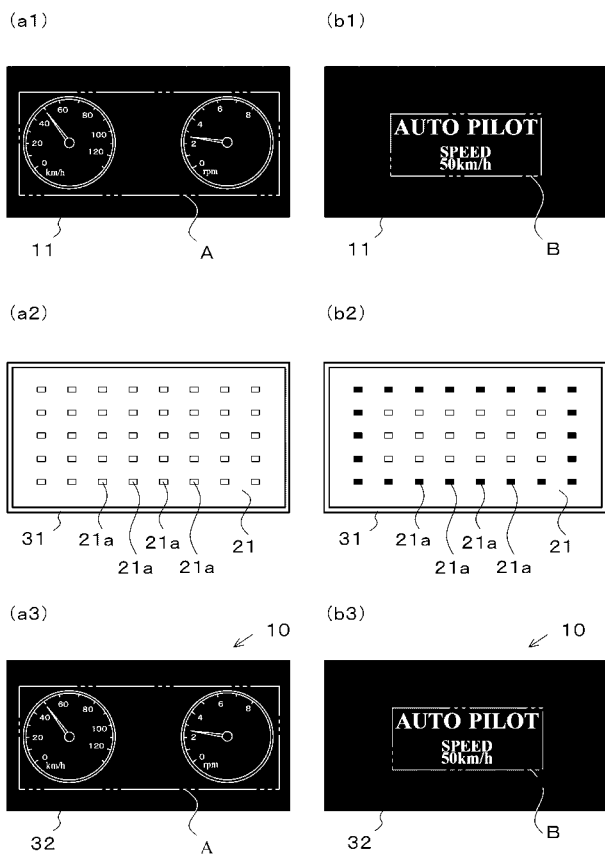 (a1) (b1)
60 80 6
40 100 4 8 AUTO PILOT
20 120 2 SPEED
0 0 50km/h
km/h rpm
11 A 11 B
(a2) (b2)
31 21a 21a 21 31 21a 21a 21
21a 21a 21a 21a
(a3) (b3)
10 10
60 80 6
40 100 4 8 AUTO PILOT
20 120 2 SPEED
0 0 50km/h
km/h rpm
32 A 32 B